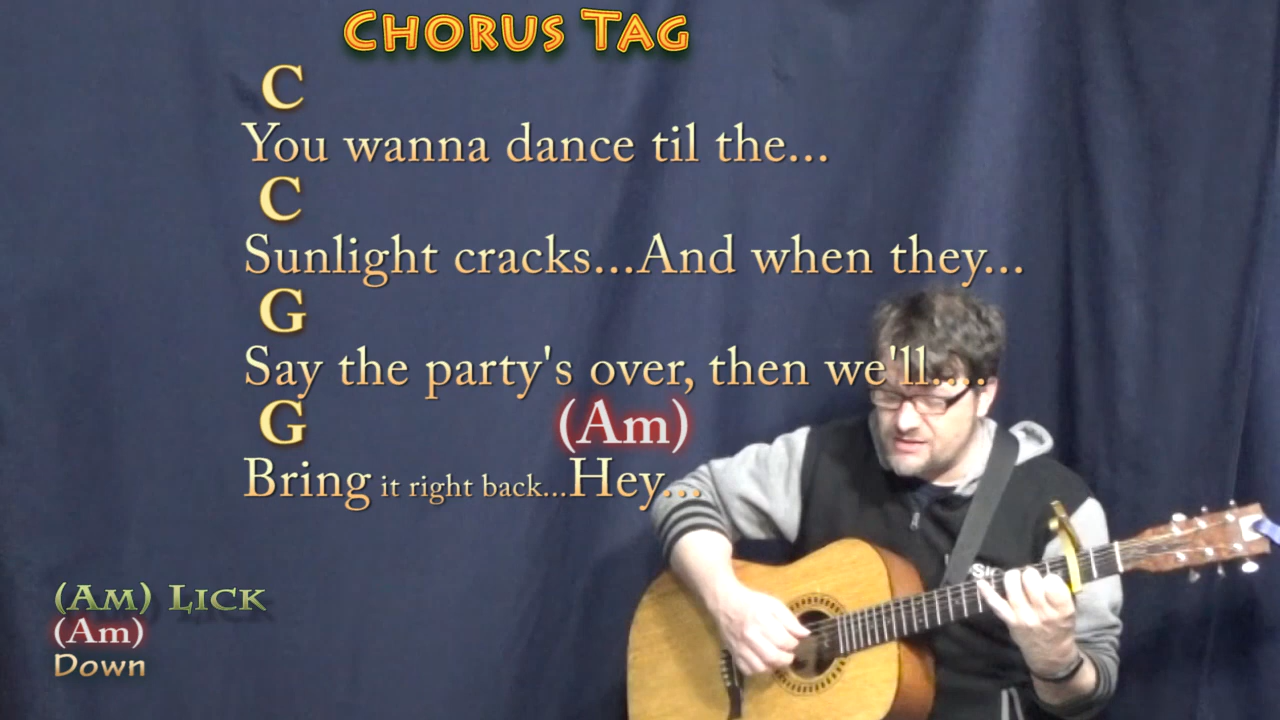 Chorus Tag
C
You wanna dance til the...
C
Sunlight cracks...And when they...
G
Say the party's over, then we'll....
G (Am)
Bring it right back...Hey...
(Am) Lick
(Am)
Down